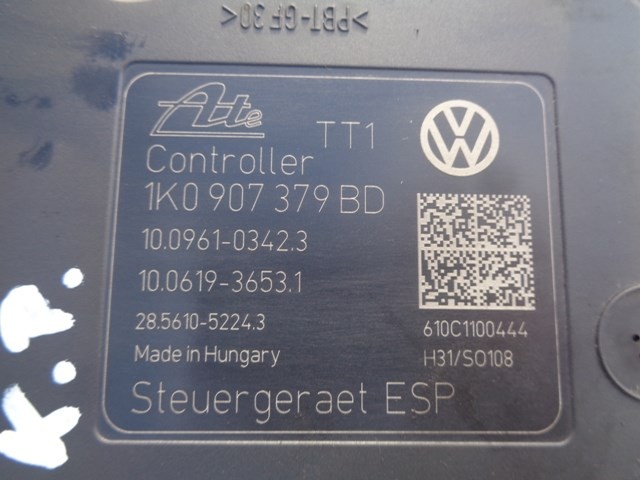 >PBT-GF30<
Ate
TT1
Controller
1K0 907 379 BD
10.0961-0342.3
10.0619-3653.1
28.5610-5224.3
610C1100444
Made in Hungary
H31/SO108
Steuergeraet ESP
K.P.